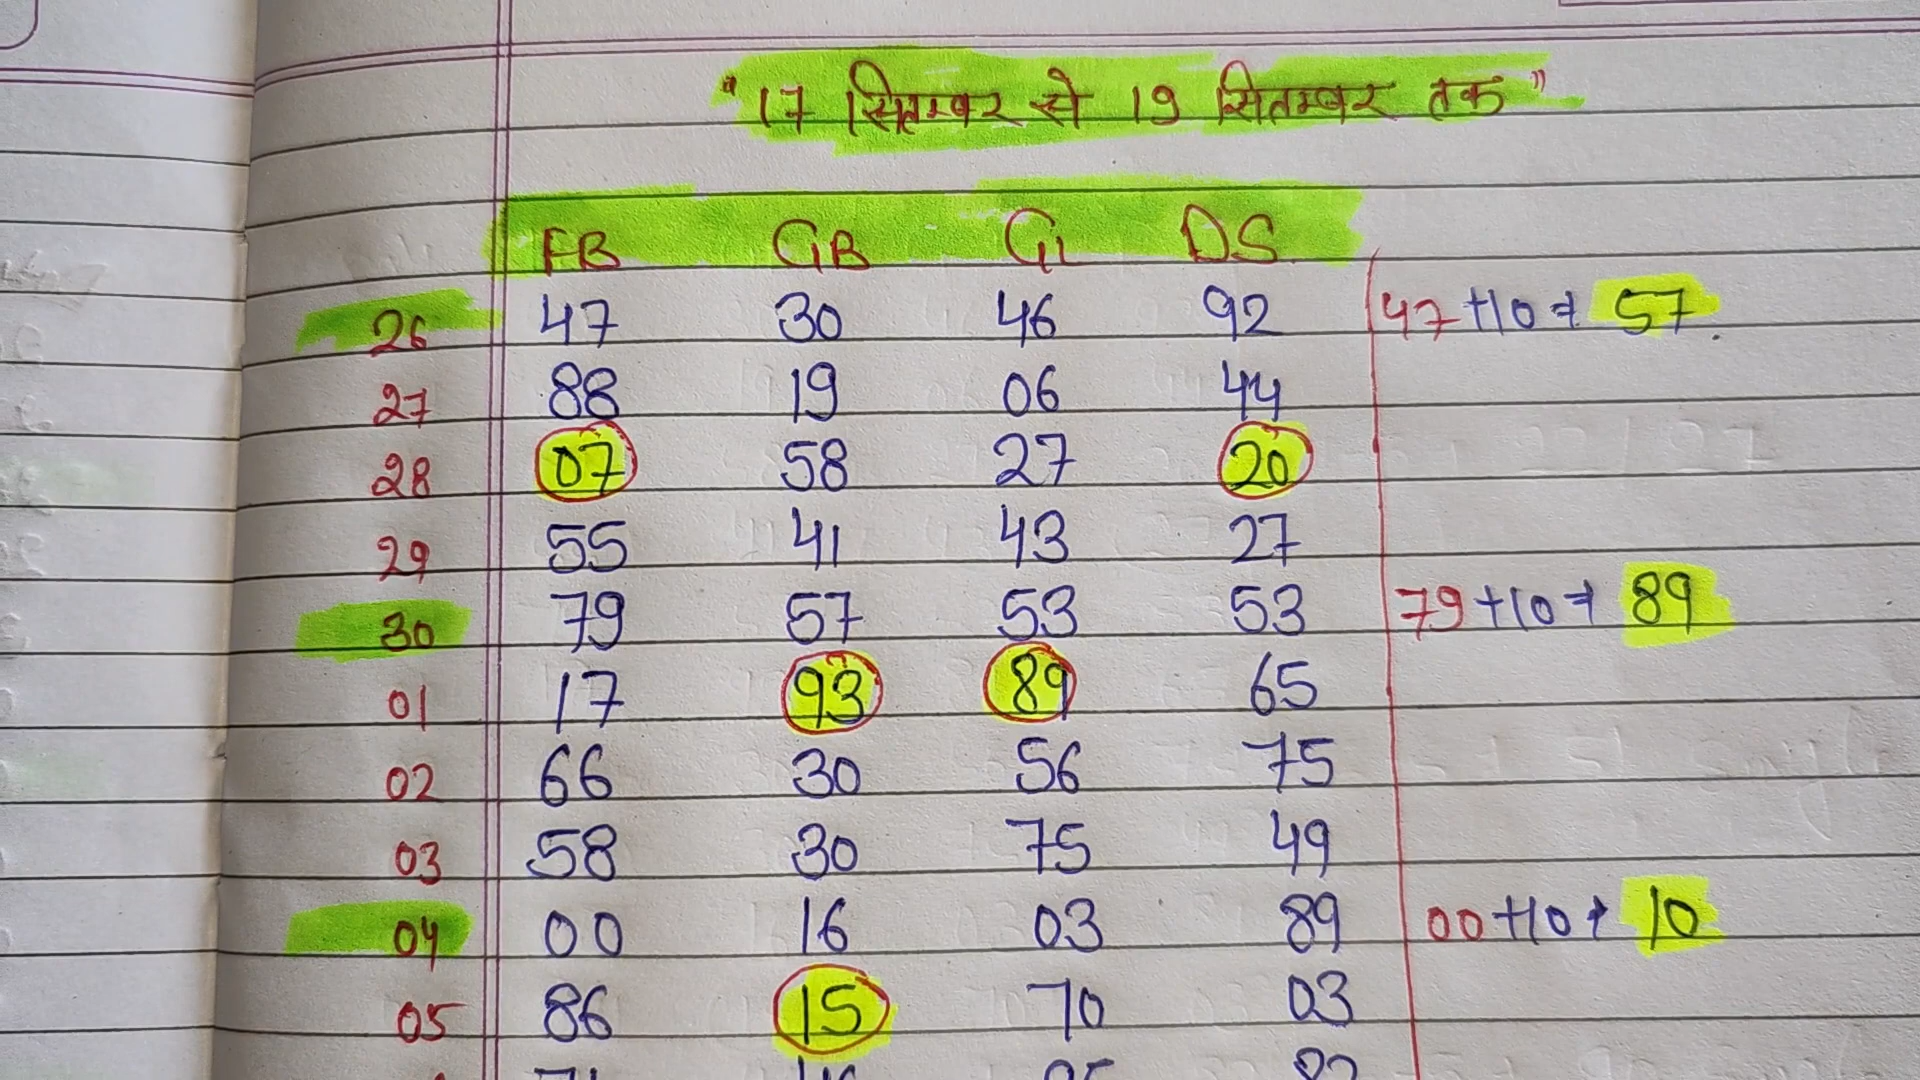 "17 सितम्बर से 19 सितम्बर तक"
FB GB GL DS
26 47 30 46 92 47+10= 57
27 88 19 06 44
28 07 58 27 20
29 55 41 43 27
30 79 57 53 53 79+10= 89
01 17 93 89 65
02 66 30 56 75
03 58 30 75 49
04 00 16 03 89 00+10= 10
05 86 15 70 03